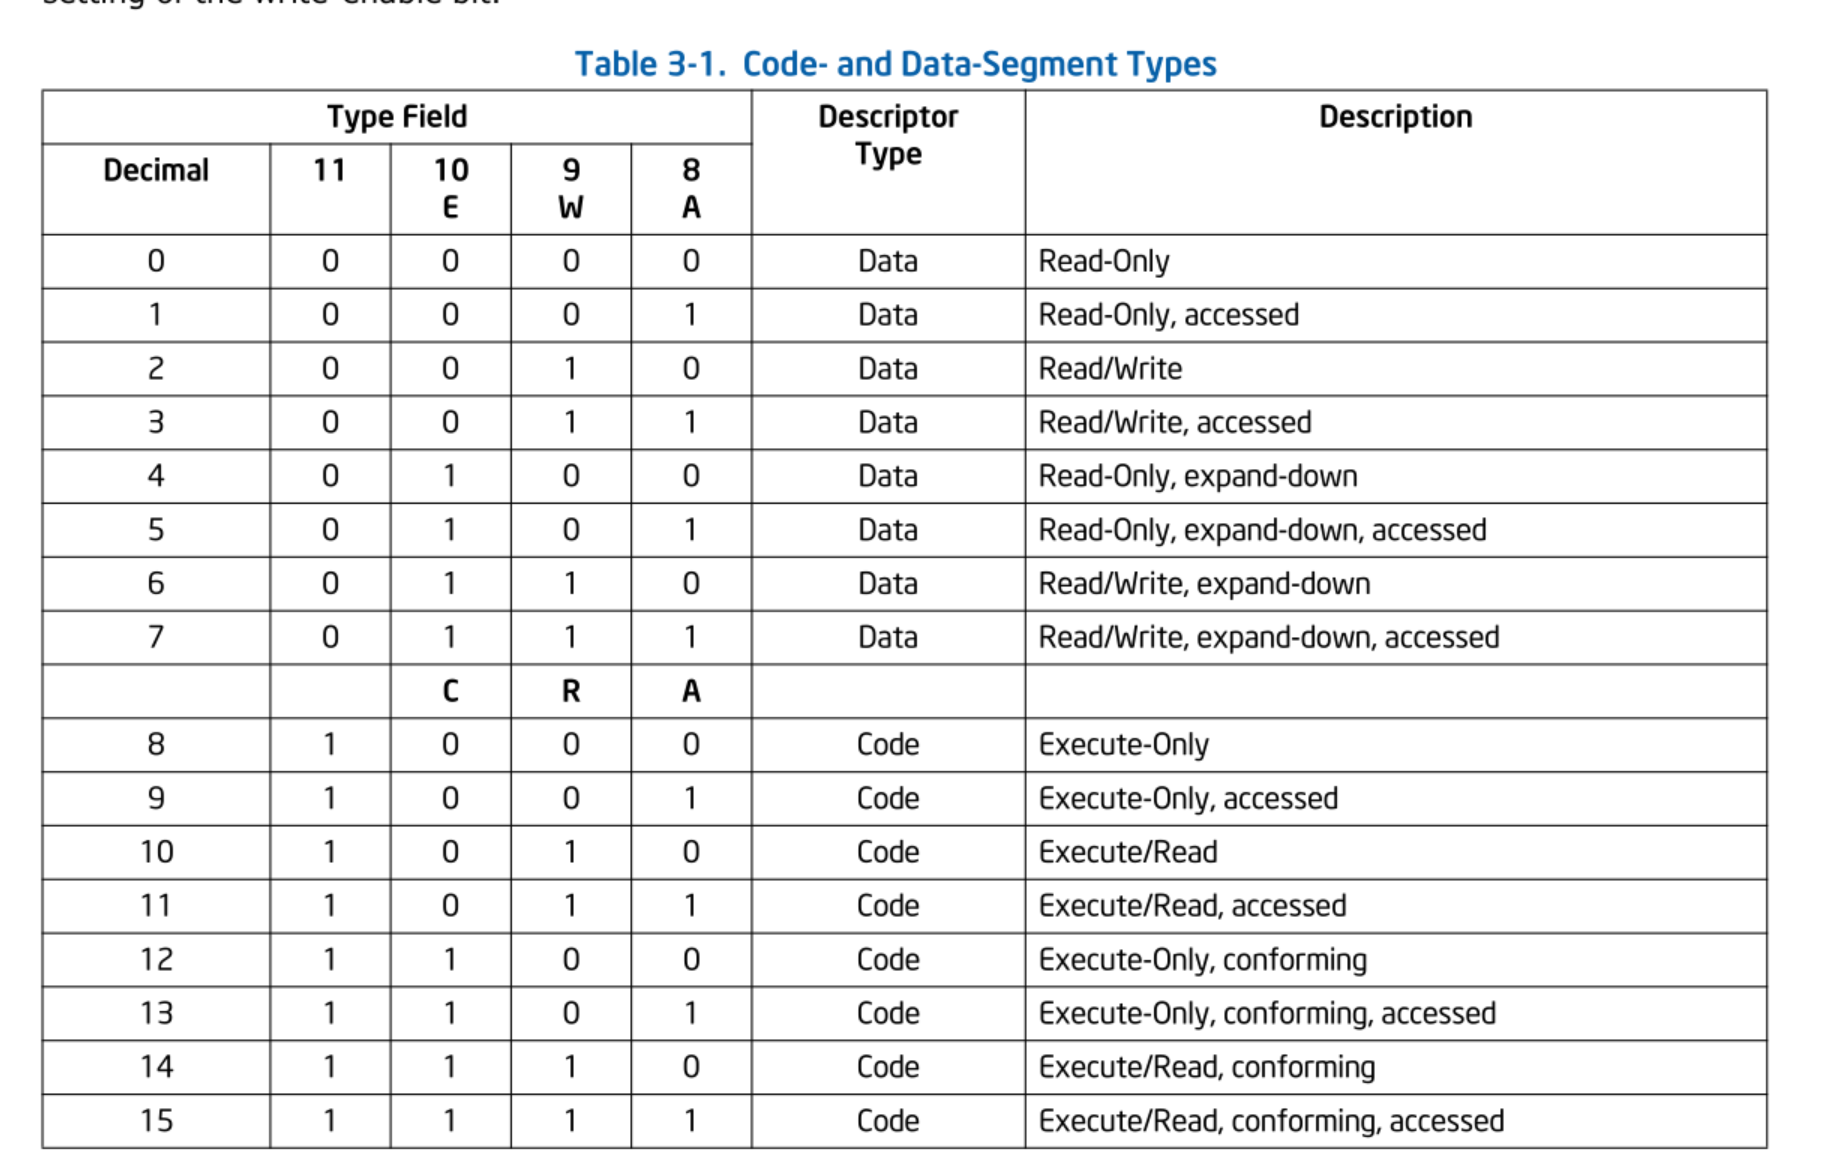 setting of the write-enable bit.
Table 3-1. Code- and Data-Segment Types
Type Field Descriptor Type Description
Decimal 11 10 E 9 W 8 A
0 0 0 0 0 Data Read-Only
1 0 0 0 1 Data Read-Only, accessed
2 0 0 1 0 Data Read/Write
3 0 0 1 1 Data Read/Write, accessed
4 0 1 0 0 Data Read-Only, expand-down
5 0 1 0 1 Data Read-Only, expand-down, accessed
6 0 1 1 0 Data Read/Write, expand-down
7 0 1 1 1 Data Read/Write, expand-down, accessed
C R A
8 1 0 0 0 Code Execute-Only
9 1 0 0 1 Code Execute-Only, accessed
10 1 0 1 0 Code Execute/Read
11 1 0 1 1 Code Execute/Read, accessed
12 1 1 0 0 Code Execute-Only, conforming
13 1 1 0 1 Code Execute-Only, conforming, accessed
14 1 1 1 0 Code Execute/Read, conforming
15 1 1 1 1 Code Execute/Read, conforming, accessed